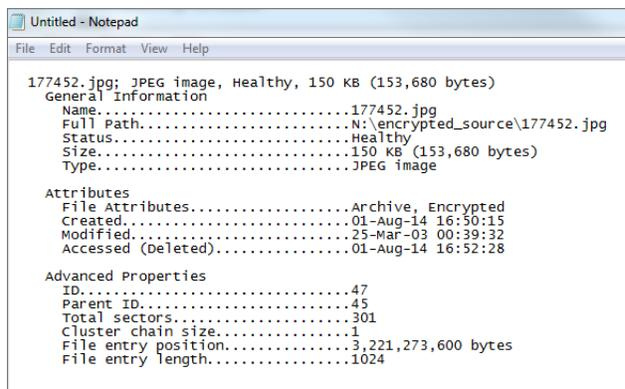 Untitled - Notepad
File Edit Format View Help
177452.jpg; JPEG image, Healthy, 150 KB (153,680 bytes)
General Information
Name.................................177452.jpg
Full Path............................N:\encrypted_source\177452.jpg
Status...............................Healthy
Size.................................150 KB (153,680 bytes)
Type.................................JPEG image
Attributes
File Attributes...................Archive, Encrypted
Created..............................01-Aug-14 16:50:15
Modified.............................25-Mar-03 00:39:32
Accessed (Deleted)................01-Aug-14 16:52:28
Advanced Properties
ID...................................47
Parent ID............................45
Total sectors.....................301
Cluster chain size................1
File entry position...............3,221,273,600 bytes
File entry length.................1024